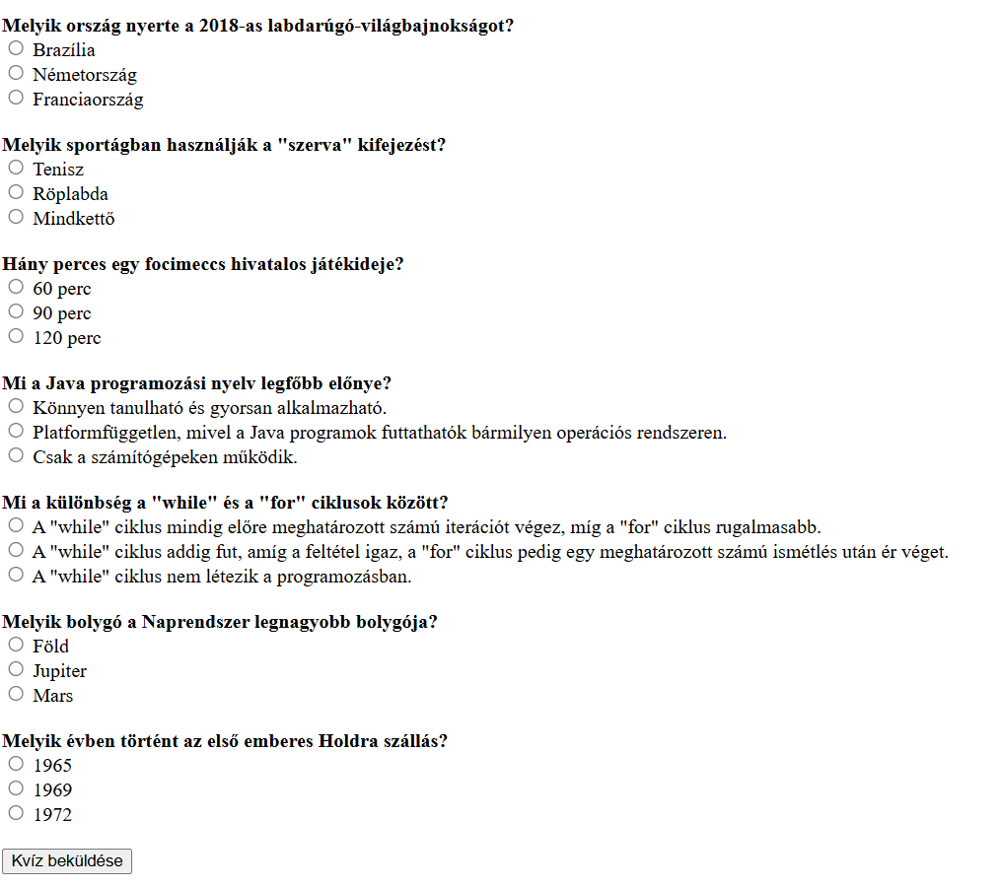 Melyik ország nyerte a 2018-as labdarúgó-világbajnokságot?
Brazília
Németország
Franciaország
Melyik sportágban használják a "szerva" kifejezést?
Tenisz
Röplabda
Mindkettő
Hány perces egy focimeccs hivatalos játékideje?
60 perc
90 perc
120 perc
Mi a Java programozási nyelv legfőbb előnye?
Könnyen tanulható és gyorsan alkalmazható.
Platformfüggetlen, mivel a Java programok futtathatók bármilyen operációs rendszeren.
Csak a számítógépeken működik.
Mi a különbség a "while" és a "for" ciklusok között?
A "while" ciklus mindig előre meghatározott számú iterációt végez, míg a "for" ciklus rugalmasabb.
A "while" ciklus addig fut, amíg a feltétel igaz, a "for" ciklus pedig egy meghatározott számú ismétlés után ér véget.
A "while" ciklus nem létezik a programozásban.
Melyik bolygó a Naprendszer legnagyobb bolygója?
Föld
Jupiter
Mars
Melyik évben történt az első emberes Holdra szállás?
1965
1969
1972
Kvíz beküldése